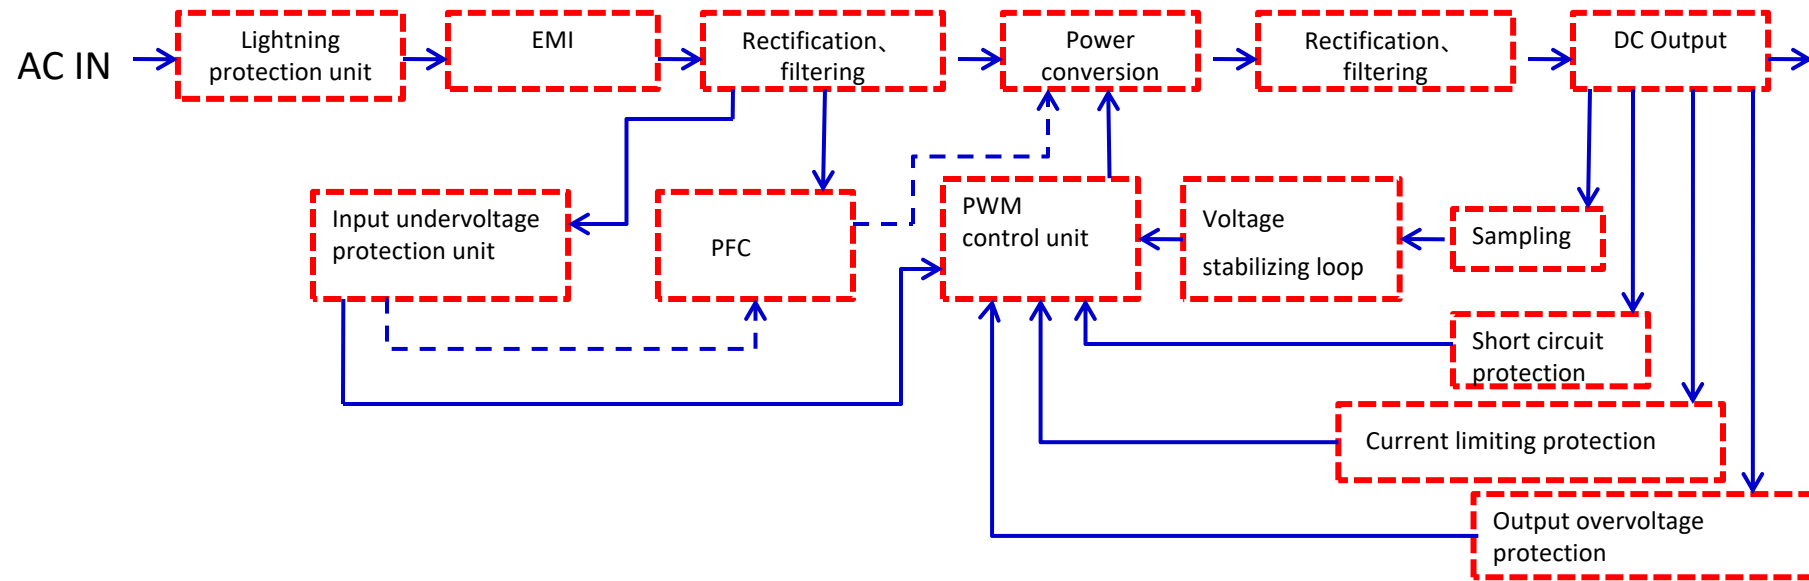 AC IN
Lightning
protection unit
EMI
Rectification、
filtering
Power
conversion
Rectification、
filtering
DC Output
Input undervoltage
protection unit
PFC
PWM
control unit
Voltage
stabilizing loop
Sampling
Short circuit
protection
Current limiting protection
Output overvoltage
protection